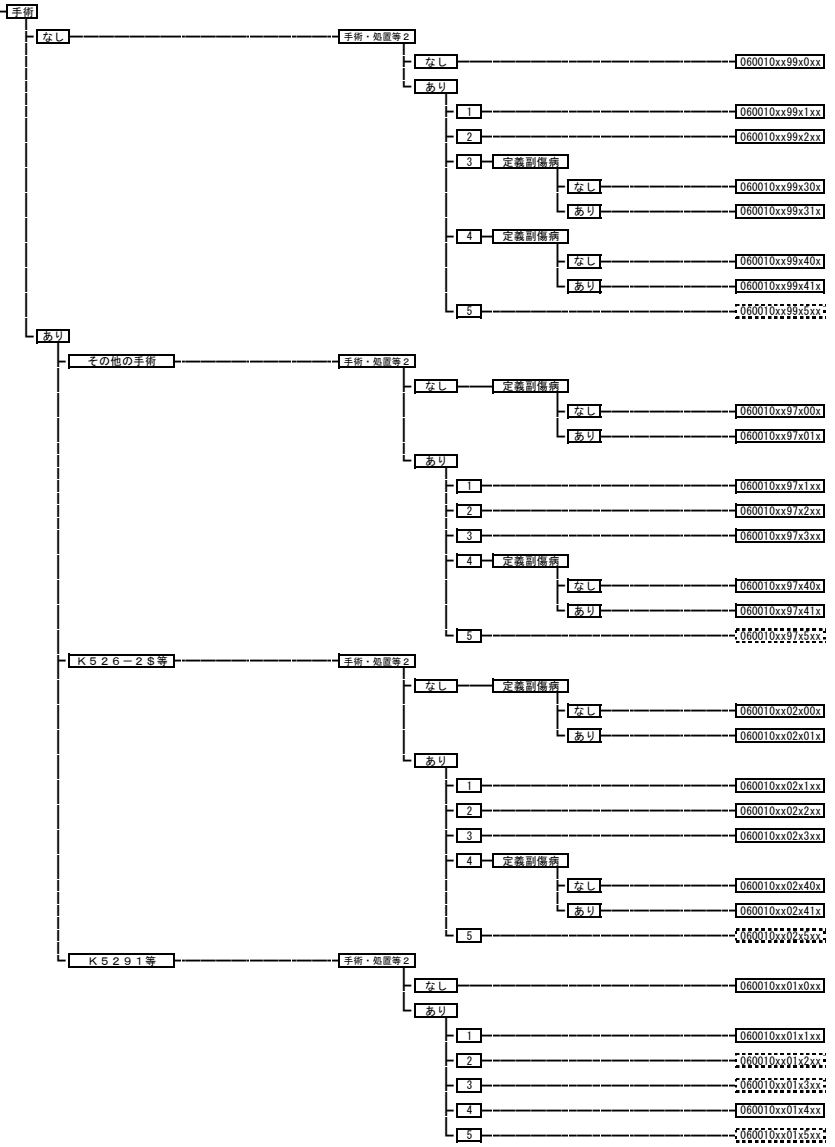 手術
なし 手術・処置等2
なし 060010xx99x0xx
あり
1 060010xx99x1xx
2 060010xx99x2xx
3 定義副傷病
なし 060010xx99x30x
あり 060010xx99x31x
4 定義副傷病
なし 060010xx99x40x
あり 060010xx99x41x
5 060010xx99x5xx
あり
その他の手術 手術・処置等2
なし 定義副傷病
なし 060010xx97x00x
あり 060010xx97x01x
あり
1 060010xx97x1xx
2 060010xx97x2xx
3 060010xx97x3xx
4 定義副傷病
なし 060010xx97x40x
あり 060010xx97x41x
5 060010xx97x5xx
K526-2$等 手術・処置等2
なし 定義副傷病
なし 060010xx02x00x
あり 060010xx02x01x
あり
1 060010xx02x1xx
2 060010xx02x2xx
3 060010xx02x3xx
4 定義副傷病
なし 060010xx02x40x
あり 060010xx02x41x
5 060010xx02x5xx
K5291等 手術・処置等2
なし 060010xx01x0xx
あり
1 060010xx01x1xx
2 060010xx01x2xx
3 060010xx01x3xx
4 060010xx01x4xx
5 060010xx01x5xx